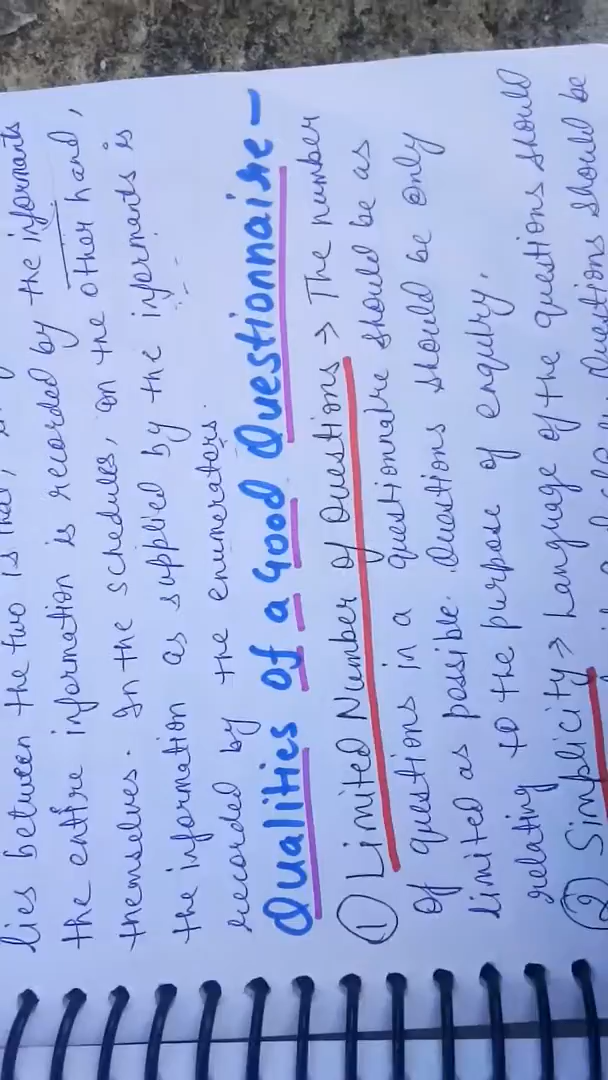 lies between the two is that, in
the entire information is recorded by the informants
themselves. In the schedules, on the other hand,
the information as supplied by the informants is
recorded by the enumerators.
Qualities of a Good Questionnaire –
① Limited Number of Questions → The number
of questions in a questionnaire should be as
limited as possible. Questions should be only
relating to the purpose of enquiry.
② Simplicity → Language of the questions should
Questions should be